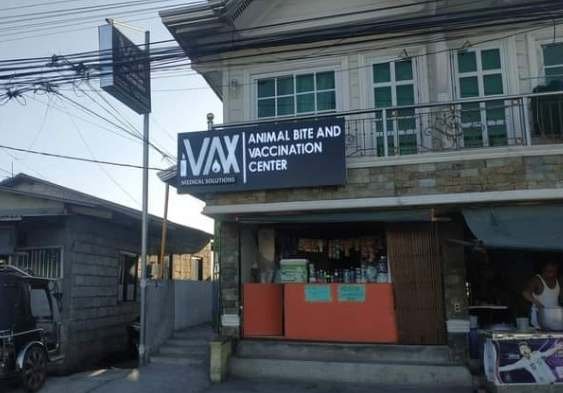 iVAX
MEDICAL SOLUTIONS
ANIMAL BITE AND
VACCINATION
CENTER